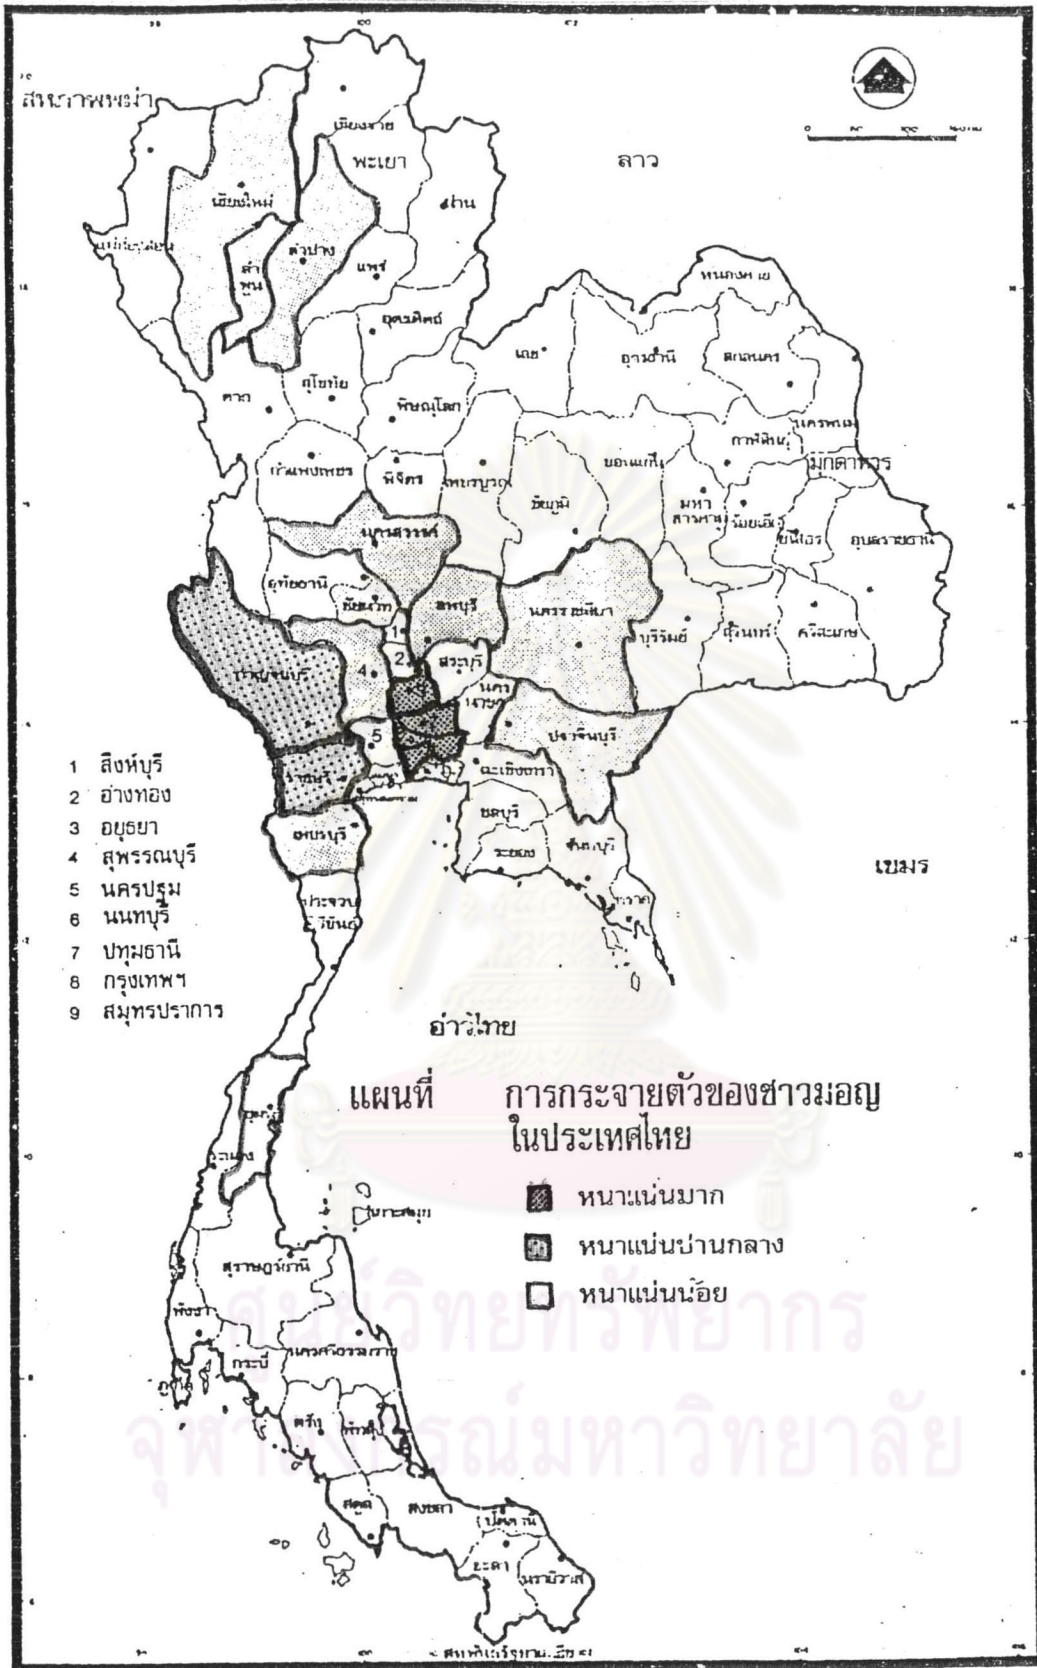 สหภาพพม่า
ลาว
เชียงราย
พะเยา
น่าน
เชียงใหม่
ลำปาง
ลำ
พูน
แพร่
หนองคาย
อุตรดิตถ์
เลย
อุดรธานี
สกลนคร
สุโขทัย
ตาก
พิษณุโลก
นครพนม
กาฬสินธุ์
มุกดาหาร
กำแพงเพชร
พิจิตร
เพชรบูรณ์
ขอนแก่น
ชัยภูมิ
มหา
สารคาม
ร้อยเอ็ด
ยโสธร
อุบลราชธานี
นครสวรรค์
อุทัยธานี
ชัยนาท
ลพบุรี
นครราชสีมา
บุรีรัมย์
สุรินทร์
ศรีสะเกษ
1
2
สระบุรี
4
กาญจนบุรี
นคร
นายก
5
ปราจีนบุรี
ราชบุรี
ฉะเชิงเทรา
เพชรบุรี
ชลบุรี
ระยอง
จันทบุรี
ตราด
เขมร
ประจวบ
คีรีขันธ์
1 สิงห์บุรี
2 อ่างทอง
3 อยุธยา
4 สุพรรณบุรี
5 นครปฐม
6 นนทบุรี
7 ปทุมธานี
8 กรุงเทพฯ
9 สมุทรปราการ
อ่าวไทย
แผนที่ การกระจายตัวของชาวมอญ
ในประเทศไทย
หนาแน่นมาก
หนาแน่นปานกลาง
หนาแน่นน้อย
ชุมพร
ระนอง
เกาะสมุย
สุราษฎร์ธานี
พังงา
นครศรีธรรมราช
กระบี่
ภูเก็ต
ตรัง
พัทลุง
สตูล
สงขลา
ปัตตานี
ยะลา
นราธิวาส
ศูนย์วิทยทรัพยากร
จุฬาลงกรณ์มหาวิทยาลัย